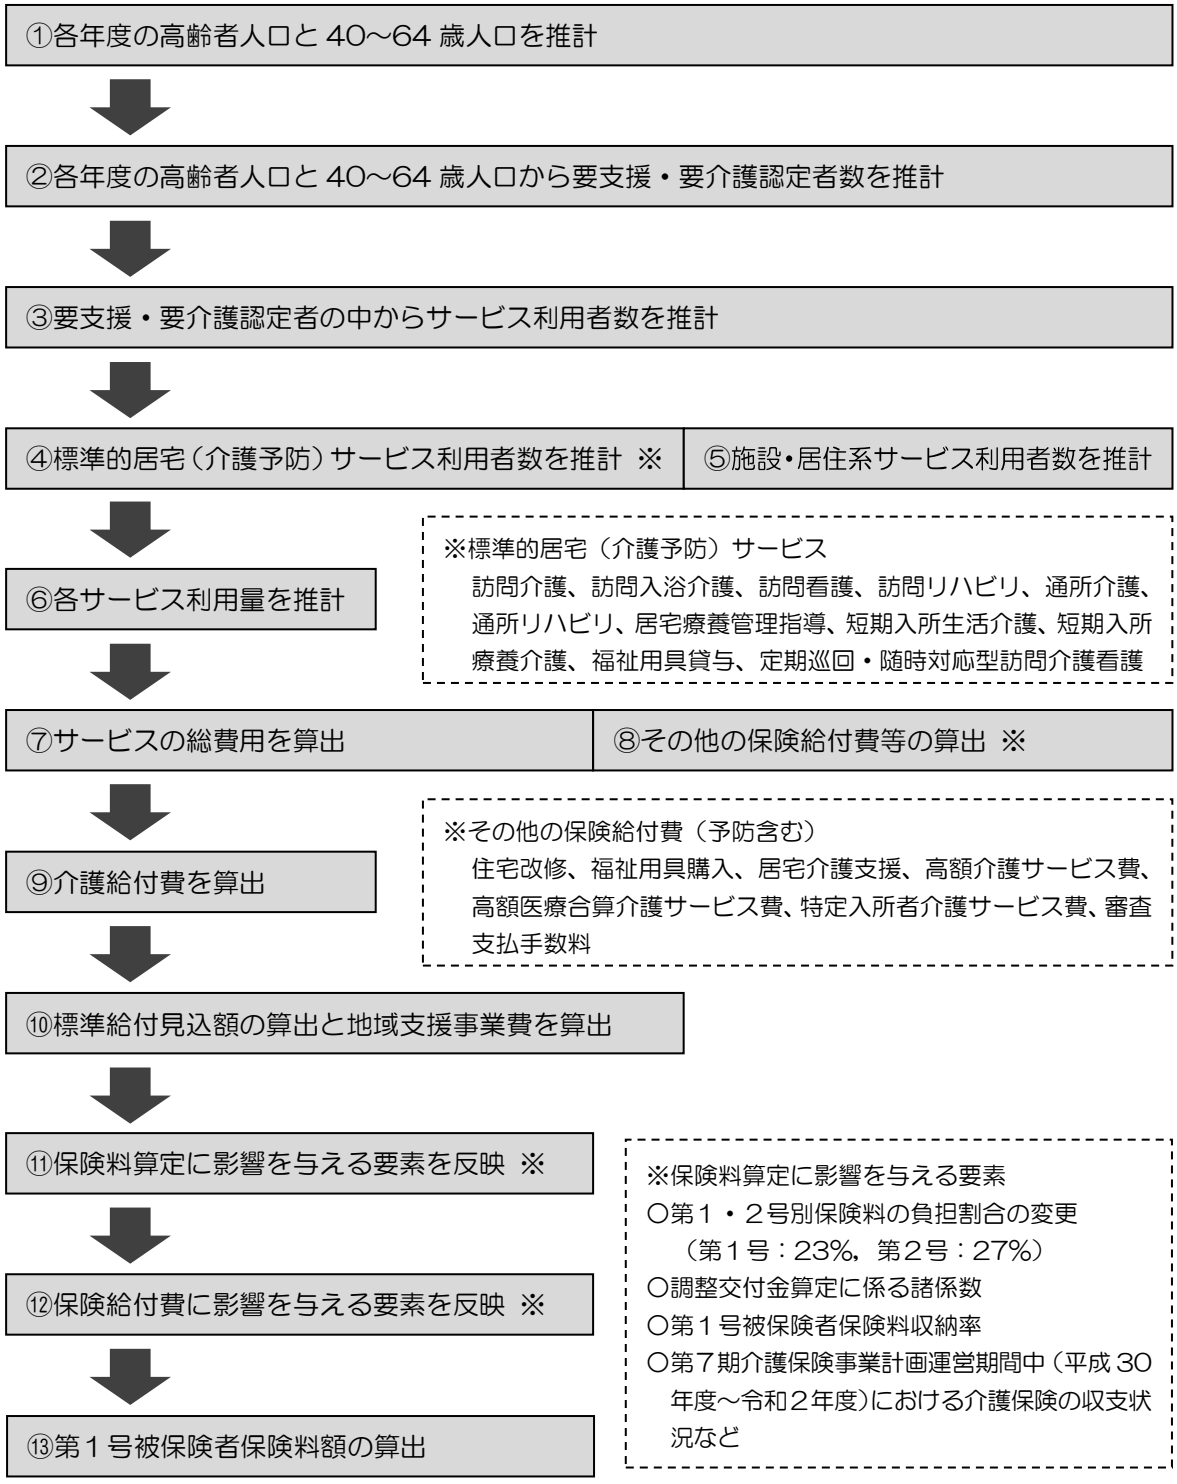 ①各年度の高齢者人口と40～64歳人口を推計
②各年度の高齢者人口と40～64歳人口から要支援・要介護認定者数を推計
③要支援・要介護認定者の中からサービス利用者数を推計
④標準的居宅（介護予防）サービス利用者数を推計 ※
⑤施設・居住系サービス利用者数を推計
※標準的居宅（介護予防）サービス
訪問介護、訪問入浴介護、訪問看護、訪問リハビリ、通所介護、
通所リハビリ、居宅療養管理指導、短期入所生活介護、短期入所
療養介護、福祉用具貸与、定期巡回・随時対応型訪問介護看護
⑥各サービス利用量を推計
⑦サービスの総費用を算出
⑧その他の保険給付費等の算出 ※
※その他の保険給付費（予防含む）
住宅改修、福祉用具購入、居宅介護支援、高額介護サービス費、
高額医療合算介護サービス費、特定入所者介護サービス費、審査
支払手数料
⑨介護給付費を算出
⑩標準給付見込額の算出と地域支援事業費を算出
⑪保険料算定に影響を与える要素を反映 ※
⑫保険給付費に影響を与える要素を反映 ※
⑬第１号被保険者保険料額の算出
※保険料算定に影響を与える要素
○第１・２号別保険料の負担割合の変更
（第１号：23%，第２号：27%）
○調整交付金算定に係る諸係数
○第１号被保険者保険料収納率
○第７期介護保険事業計画運営期間中（平成30
年度～令和２年度）における介護保険の収支状
況など